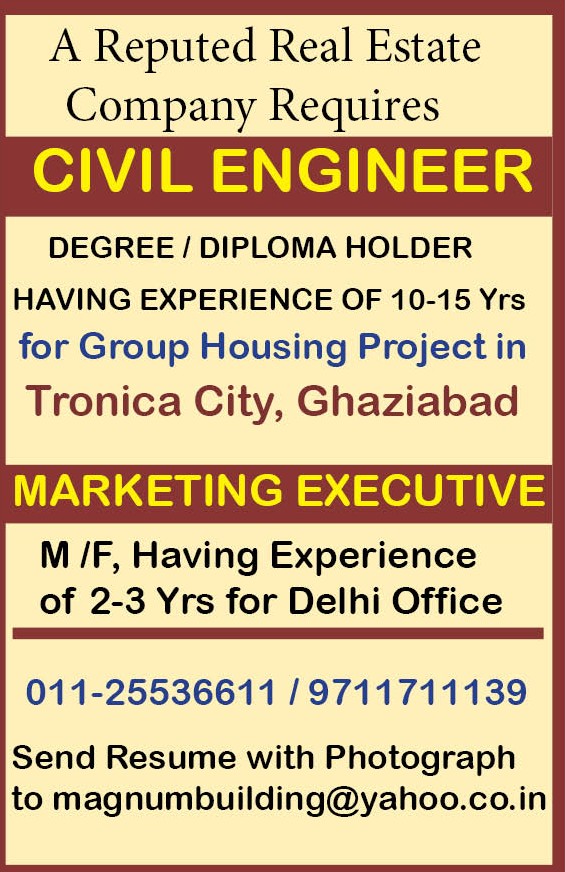 A Reputed Real Estate
Company Requires
CIVIL ENGINEER
DEGREE / DIPLOMA HOLDER
HAVING EXPERIENCE OF 10-15 Yrs
for Group Housing Project in
Tronica City, Ghaziabad
MARKETING EXECUTIVE
M /F, Having Experience
of 2-3 Yrs for Delhi Office
011-25536611 / 9711711139
Send Resume with Photograph
to magnumbuilding@yahoo.co.in